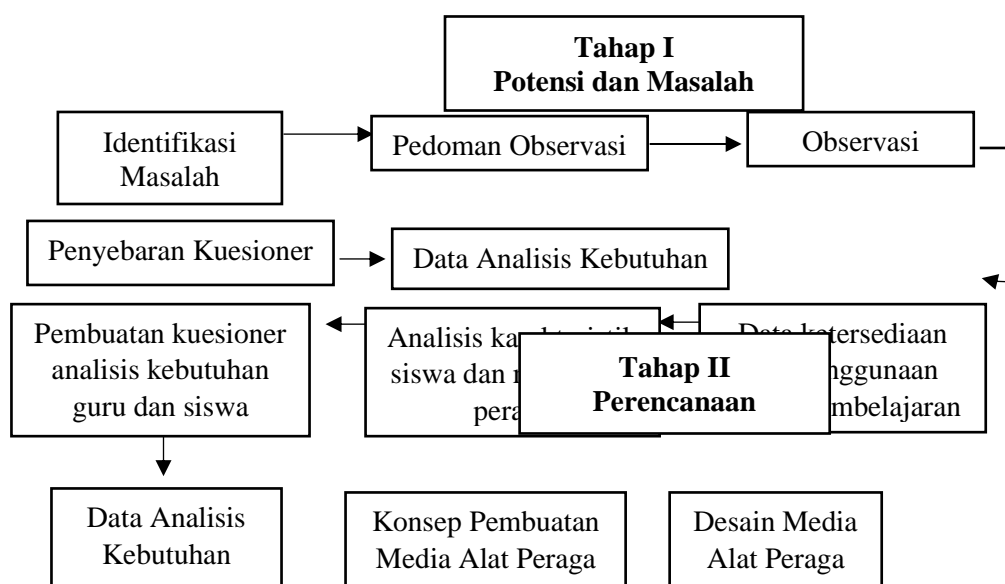 Tahap I
Potensi dan Masalah
Identifikasi
Masalah
Pedoman Observasi
Observasi
Penyebaran Kuesioner
Data Analisis Kebutuhan
Pembuatan kuesioner
analisis kebutuhan
guru dan siswa
Analisis
siswa dan
Data
Tahap II
Perencanaan
Data Analisis
Kebutuhan
Konsep Pembuatan
Media Alat Peraga
Desain Media
Alat Peraga